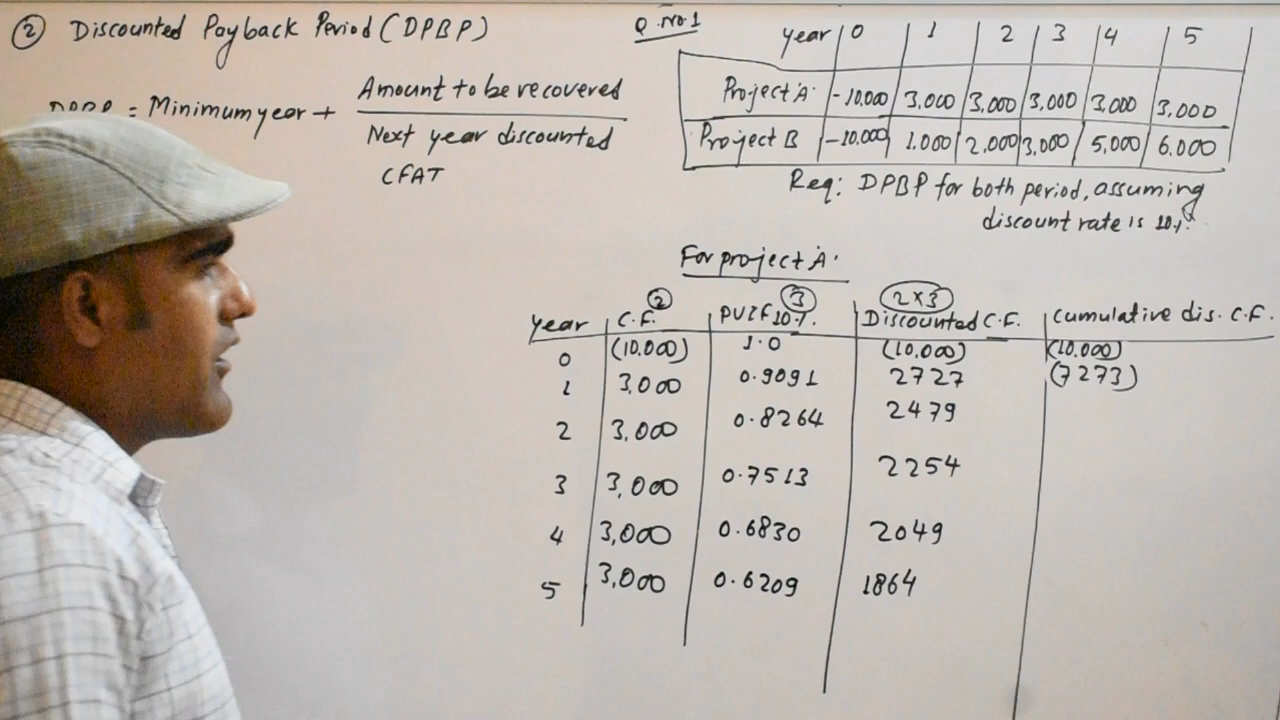 ② Discounted Payback Period (DPBP)
DPBP = Minimum year + Amount to be recovered
Next year discounted
CFAT
Q.No1
year 0 1 2 3 4 5
Project A. -10,000 3,000 3,000 3,000 3,000 3,000
Project B -10,000 1,000 2,000 3,000 5,000 6,000
Req: DPBP for both period, assuming
discount rate is 10%.
For project A.
② ③ 2×3
year C.F. PVIF 10%. Discounted C.F. Cumulative dis. C.F.
0 (10,000) 1.0 (10,000) (10,000)
1 3,000 0.9091 2727 (7273)
2 3,000 0.8264 2479
3 3,000 0.7513 2254
4 3,000 0.6830 2049
5 3,000 0.6209 1864